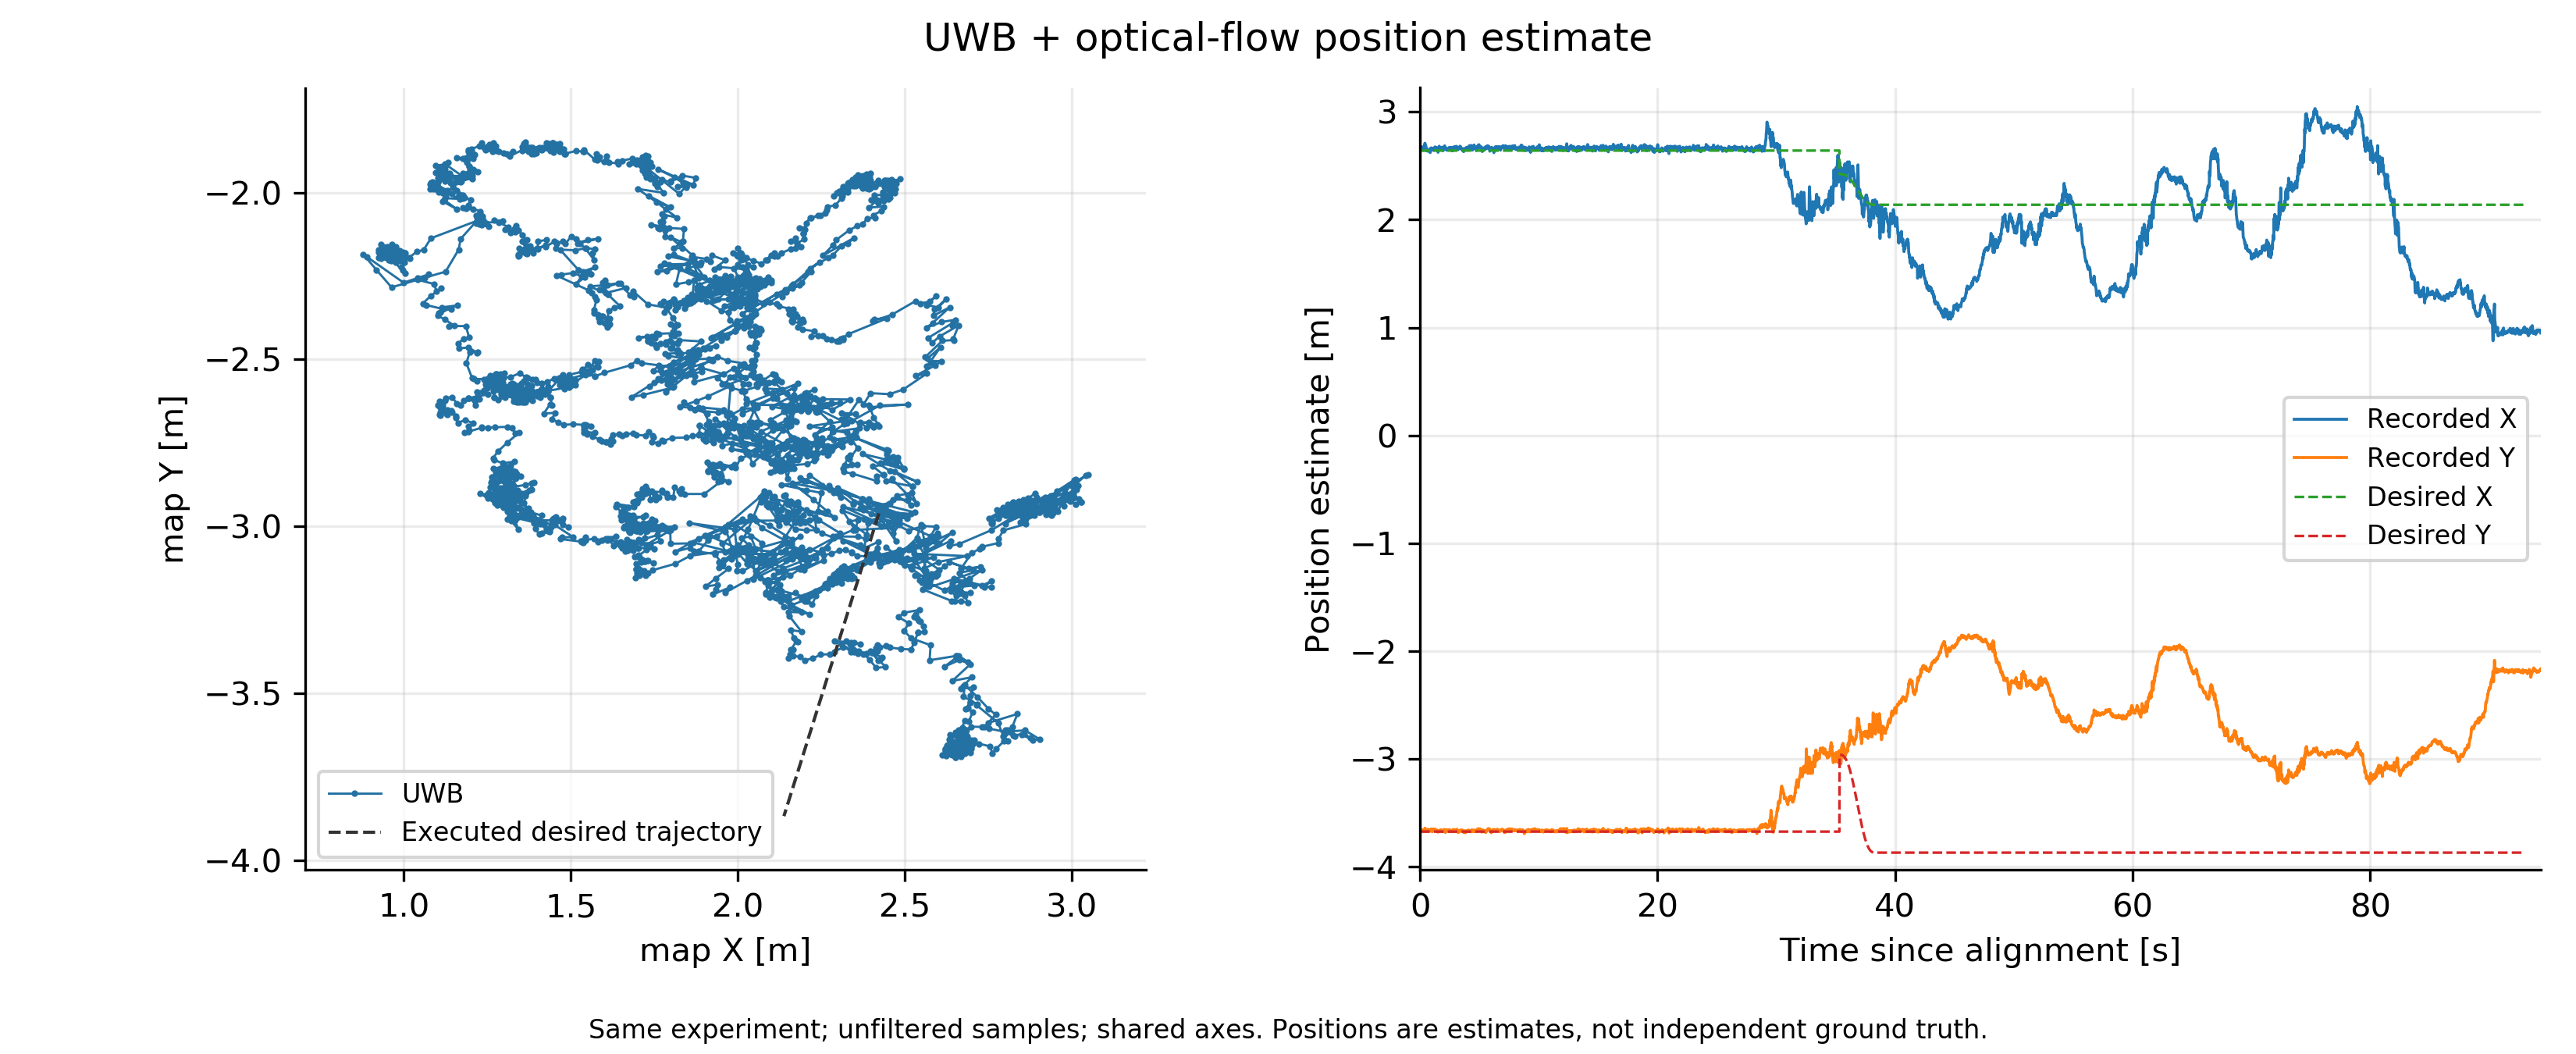 UWB + optical-flow position estimate
map Y [m]
−2.0
−2.5
−3.0
−3.5
−4.0
1.0 1.5 2.0 2.5 3.0
map X [m]
UWB
Executed desired trajectory
Position estimate [m]
3
2
1
0
−1
−2
−3
−4
0 20 40 60 80
Time since alignment [s]
Recorded X
Recorded Y
Desired X
Desired Y
Same experiment; unfiltered samples; shared axes. Positions are estimates, not independent ground truth.